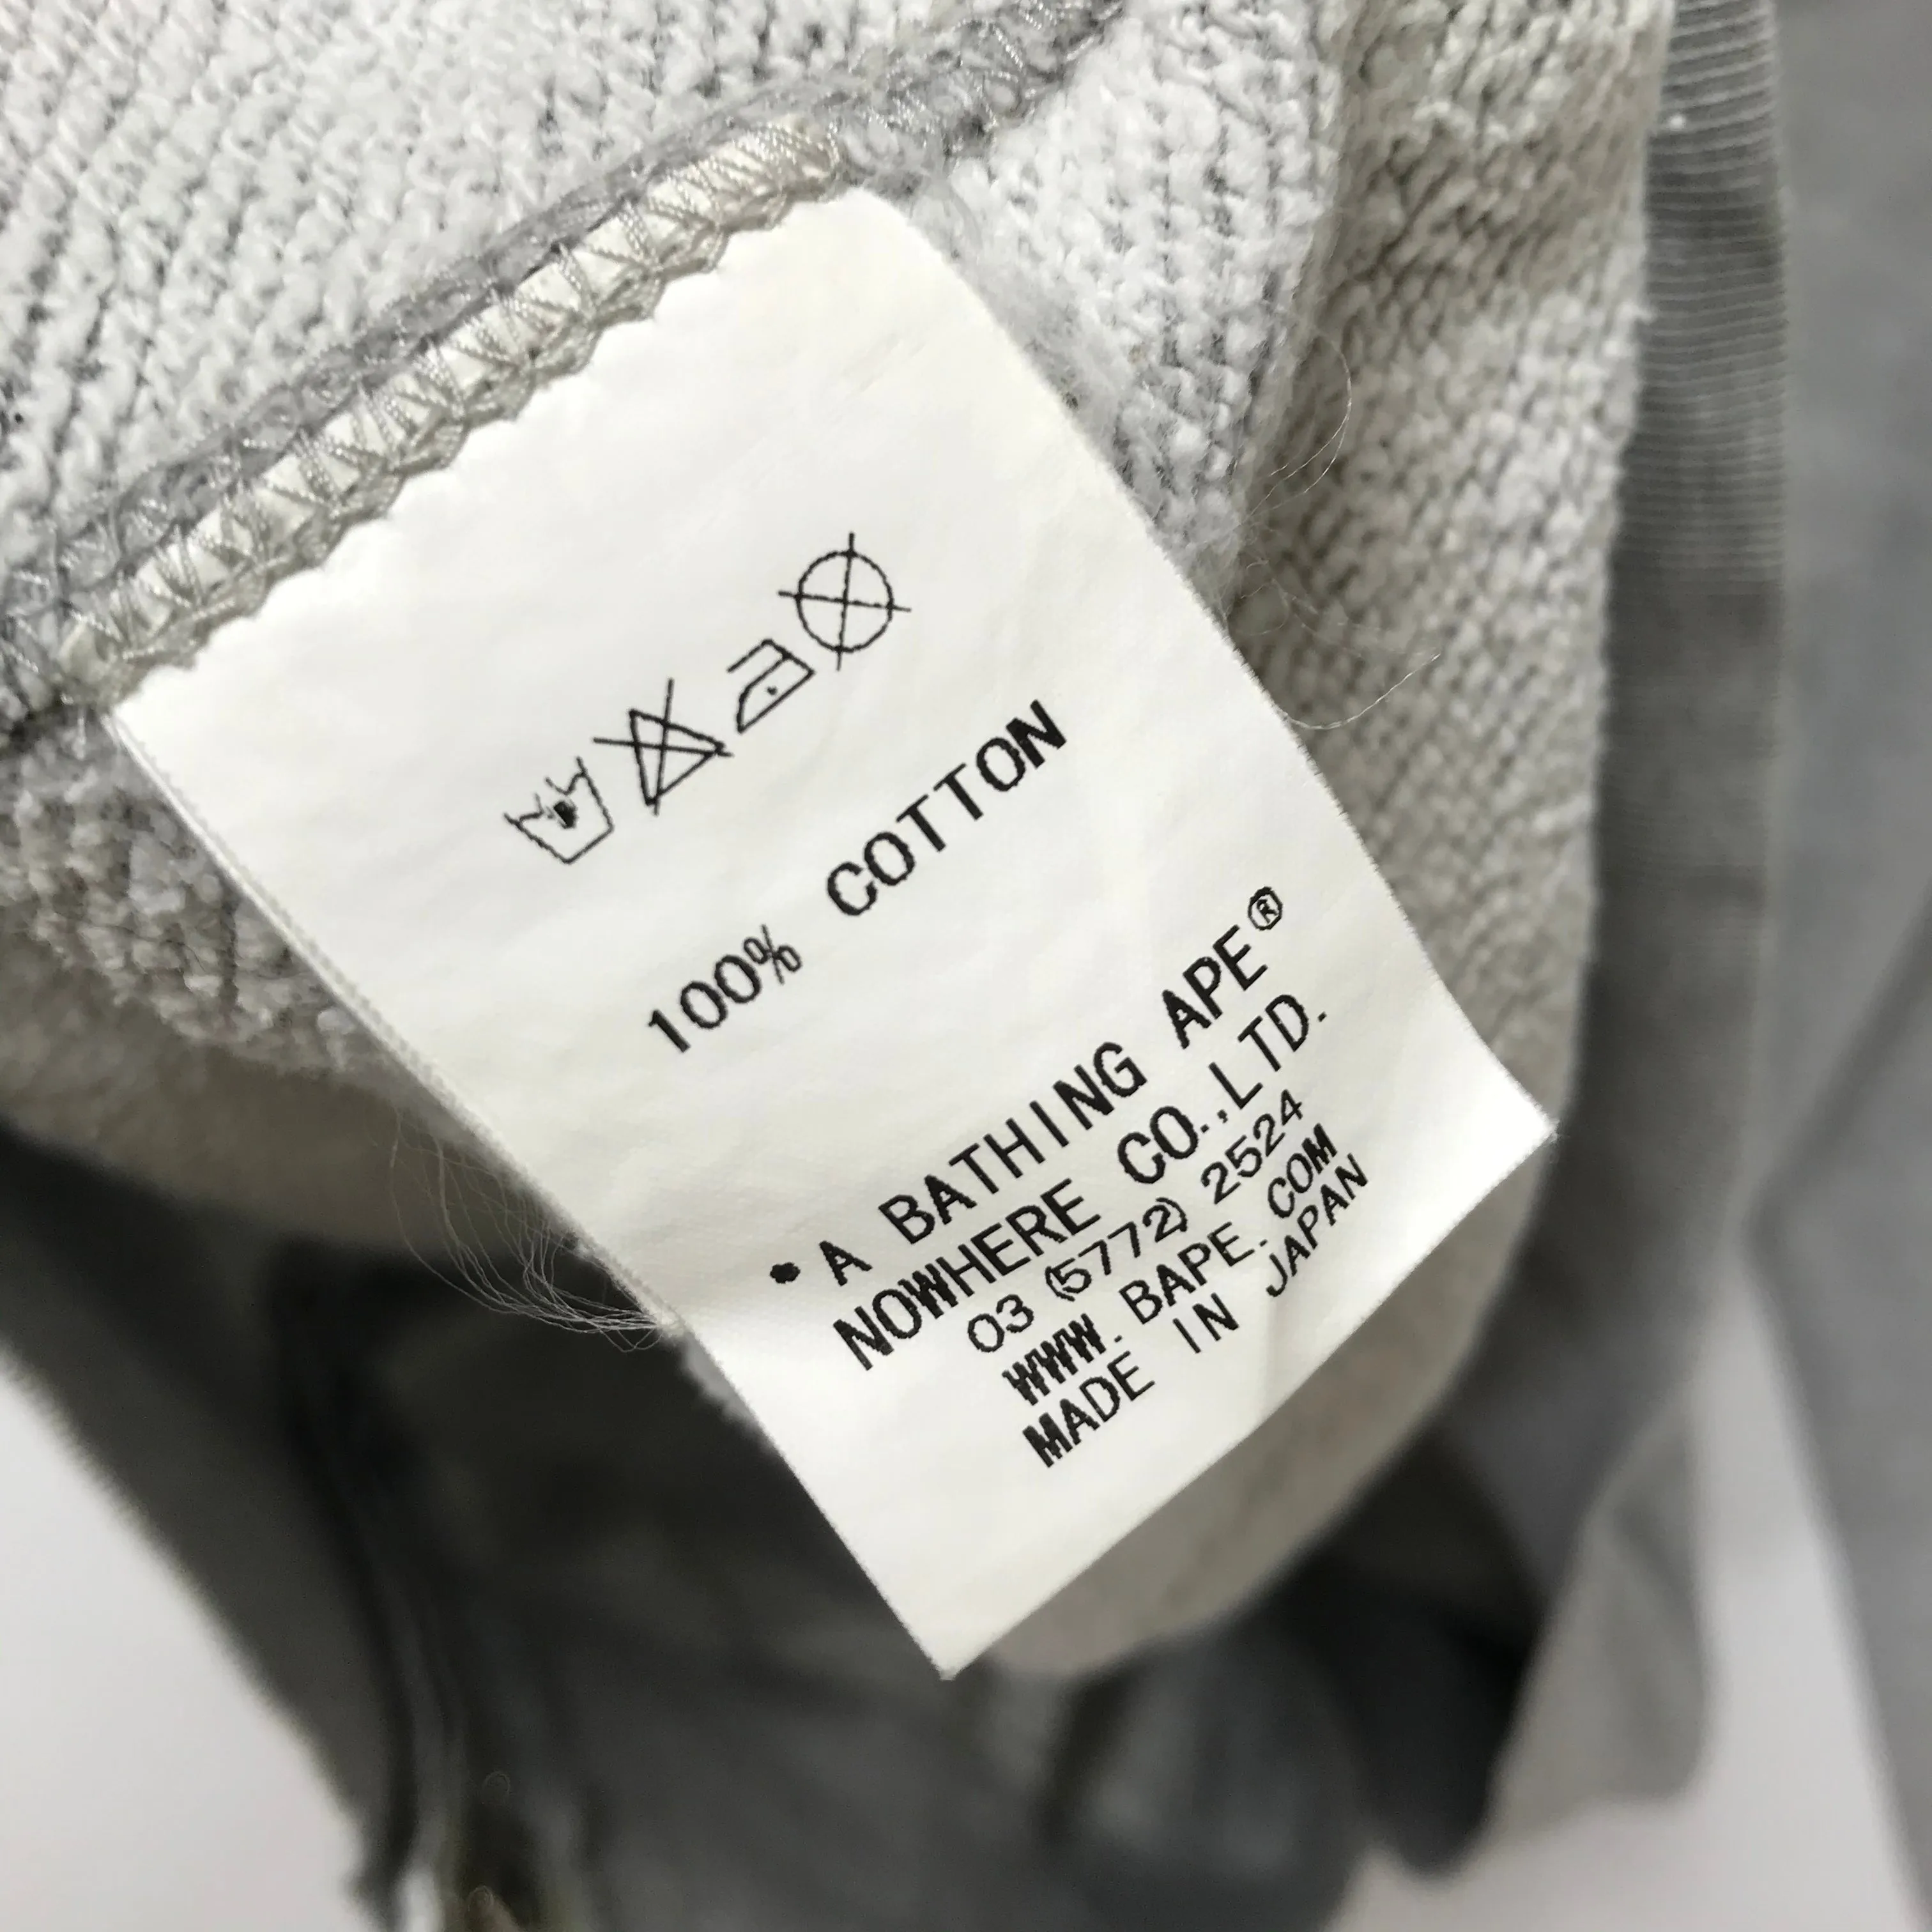 100% COTTON
•A BATHING APE®
NOWHERE CO.,LTD.
03 (5772) 2524
WWW. BAPE. COM
MADE IN JAPAN